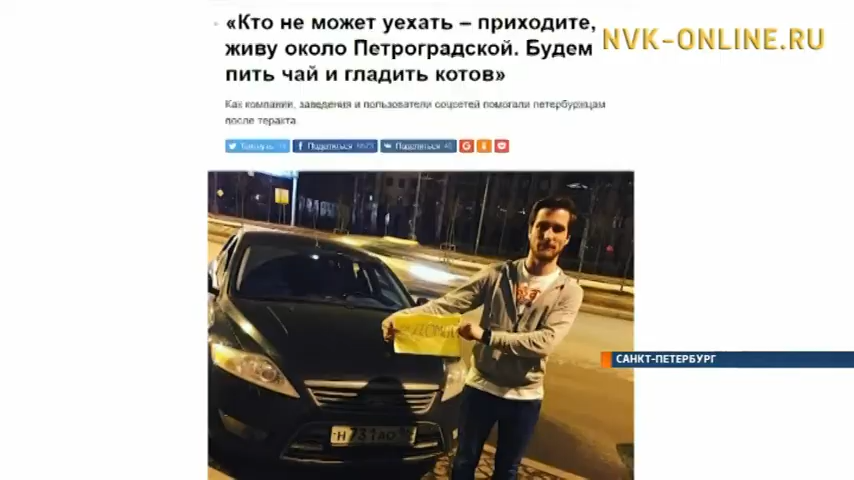 «Кто не может уехать – приходите,
живу около Петроградской. Будем
пить чай и гладить котов»
NVK-ONLINE.RU
Как компании, заведения и пользователи соцсетей помогали петербуржцам
после теракта
Твитнуть
Поделиться
Поделиться
САНКТ-ПЕТЕРБУРГ